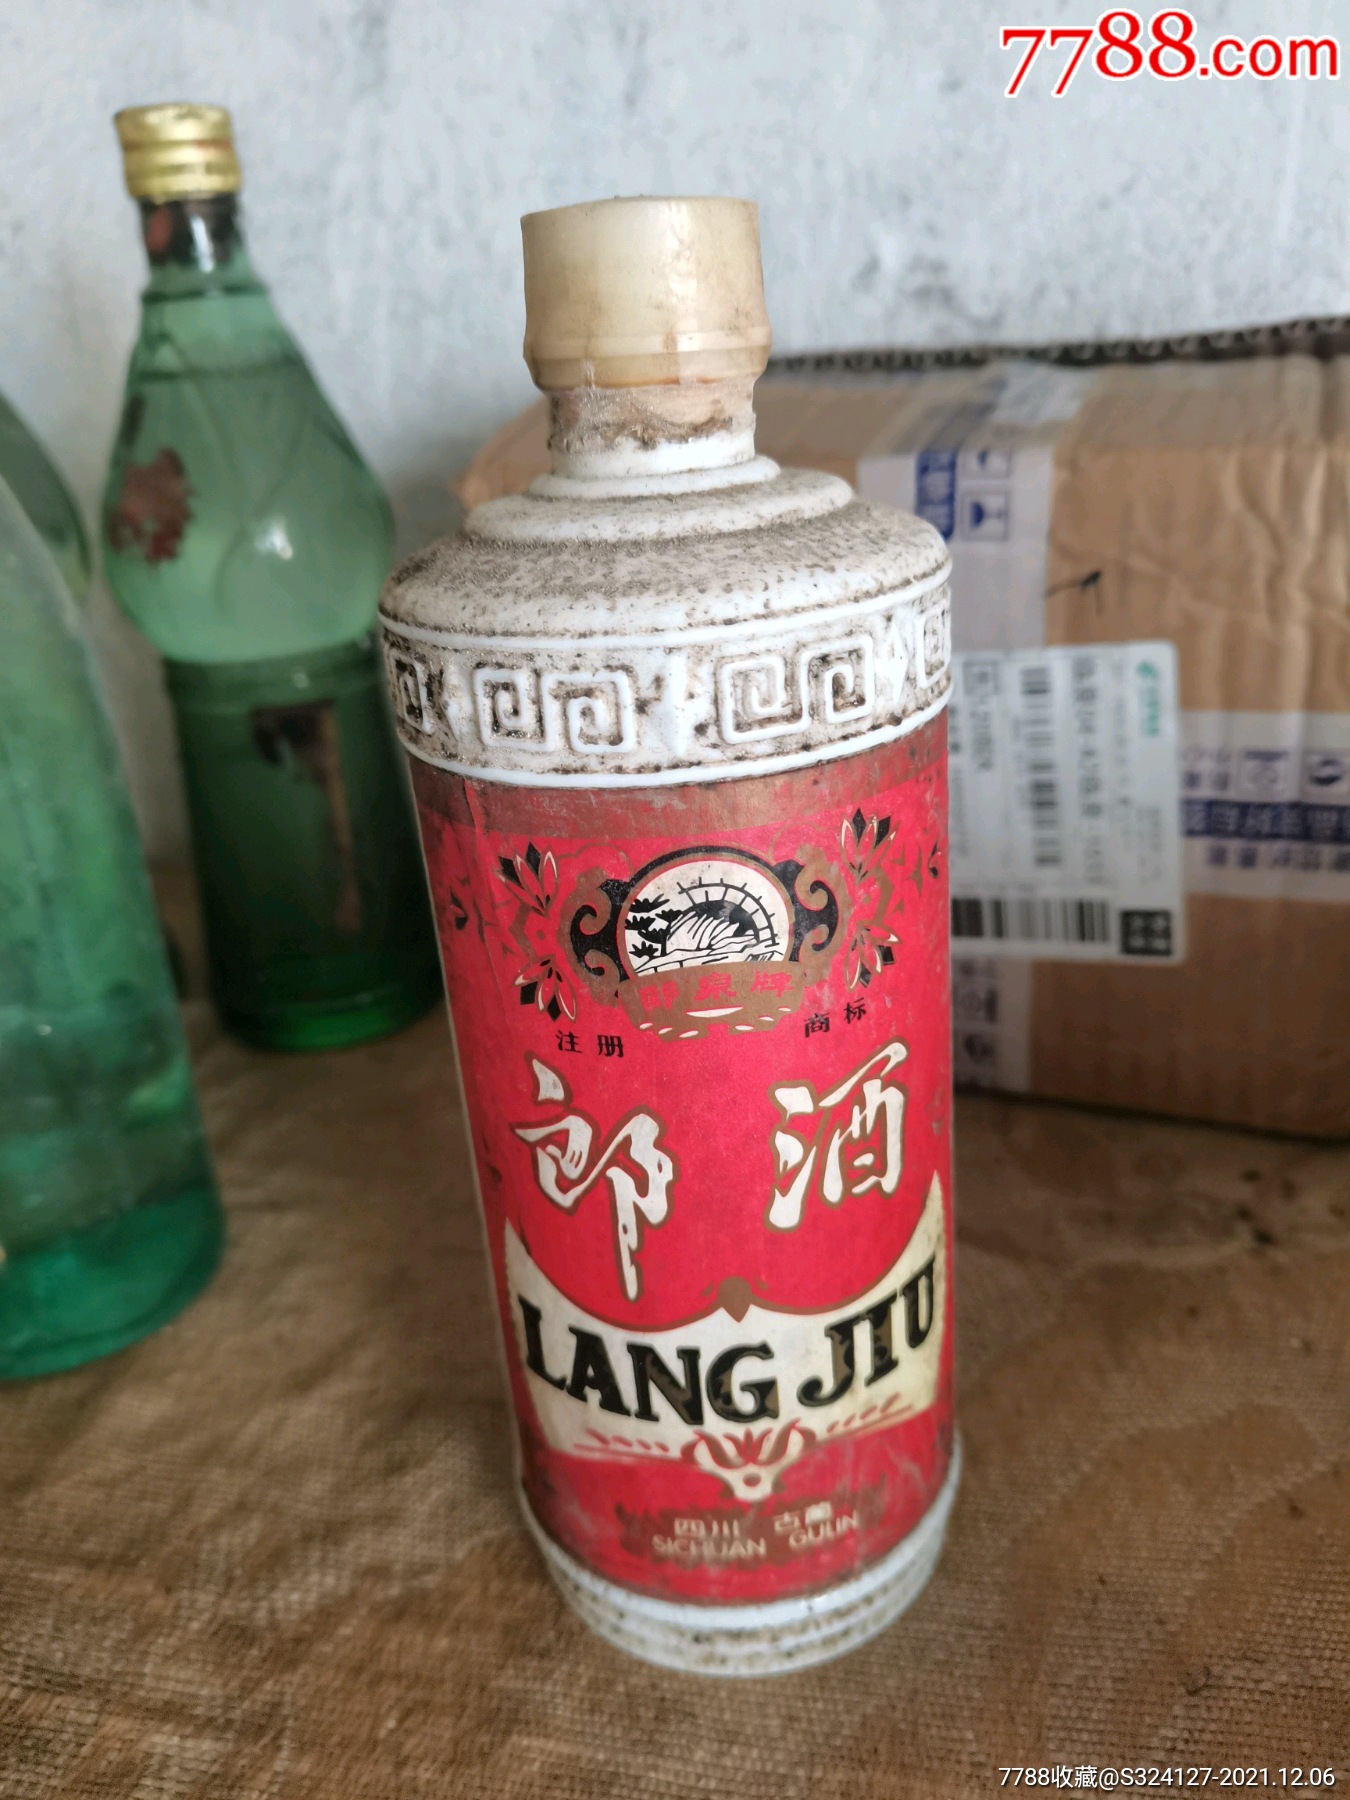 7788.com
郎泉牌
注册 商标
郎 酒
LANG JIU
四川 古蔺
SICHUAN GULIN
7788收藏@S324127-2021.12.06